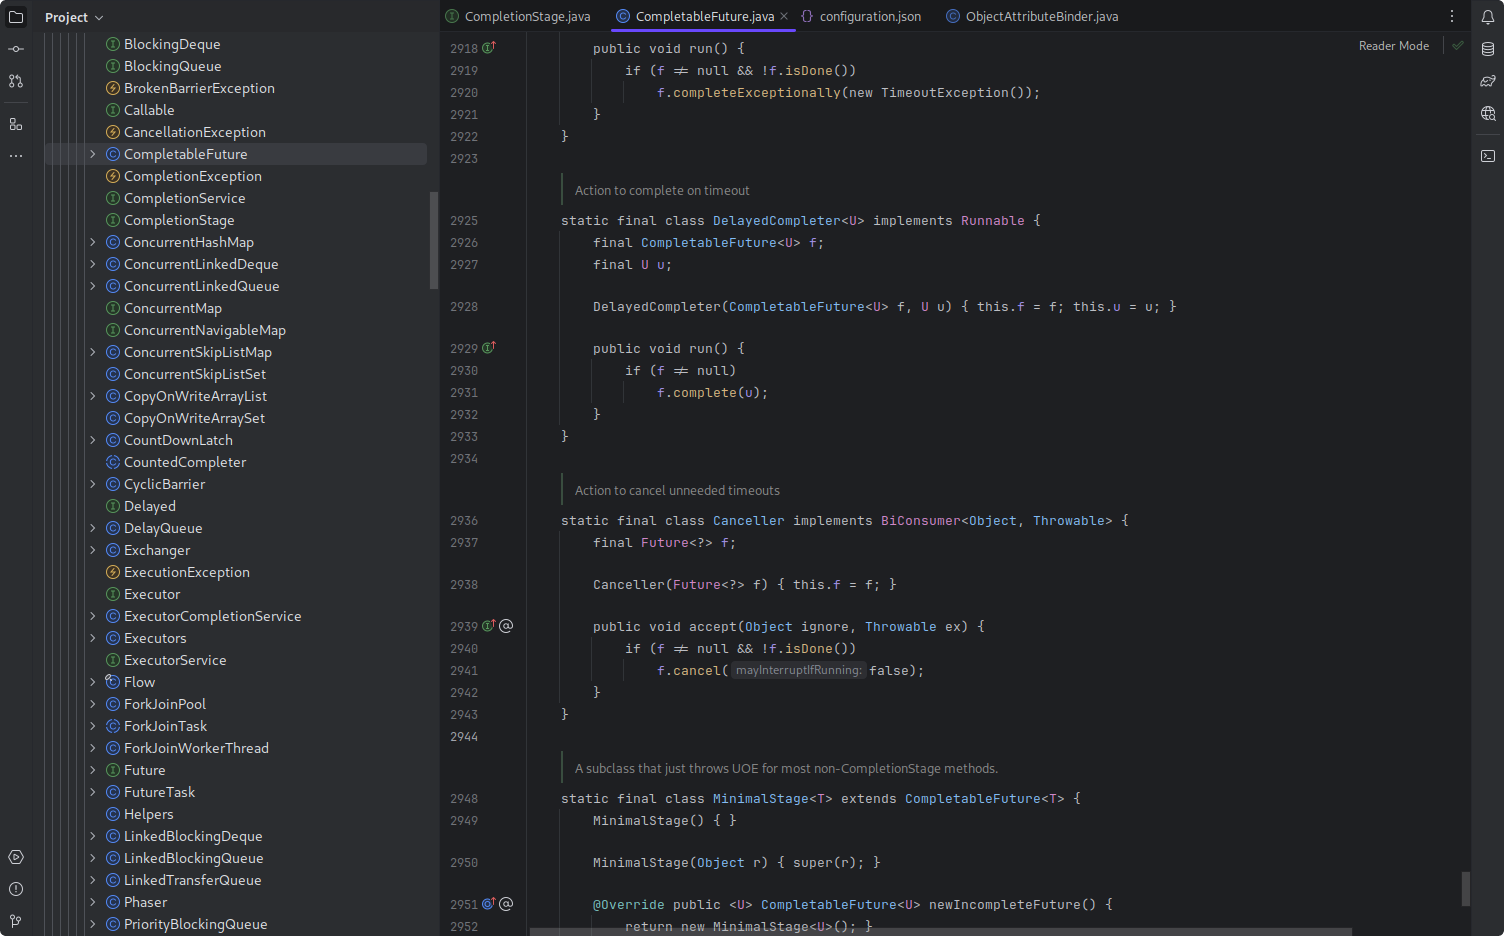 Project
BlockingDeque
BlockingQueue
BrokenBarrierException
Callable
CancellationException
CompletableFuture
CompletionException
CompletionService
CompletionStage
ConcurrentHashMap
ConcurrentLinkedDeque
ConcurrentLinkedQueue
ConcurrentMap
ConcurrentNavigableMap
ConcurrentSkipListMap
ConcurrentSkipListSet
CopyOnWriteArrayList
CopyOnWriteArraySet
CountDownLatch
CountedCompleter
CyclicBarrier
Delayed
DelayQueue
Exchanger
ExecutionException
Executor
ExecutorCompletionService
Executors
ExecutorService
Flow
ForkJoinPool
ForkJoinTask
ForkJoinWorkerThread
Future
FutureTask
Helpers
LinkedBlockingDeque
LinkedBlockingQueue
LinkedTransferQueue
Phaser
PriorityBlockingQueue
CompletionStage.java CompletableFuture.java configuration.json ObjectAttributeBinder.java
Reader Mode
2918 public void run() {
2919 if (f ≠ null && !f.isDone())
2920 f.completeExceptionally(new TimeoutException());
2921 }
2922 }
2923
Action to complete on timeout
2925 static final class DelayedCompleter<U> implements Runnable {
2926 final CompletableFuture<U> f;
2927 final U u;
2928 DelayedCompleter(CompletableFuture<U> f, U u) { this.f = f; this.u = u; }
2929 public void run() {
2930 if (f ≠ null)
2931 f.complete(u);
2932 }
2933 }
2934
Action to cancel unneeded timeouts
2936 static final class Canceller implements BiConsumer<Object, Throwable> {
2937 final Future<?> f;
2938 Canceller(Future<?> f) { this.f = f; }
2939 @ public void accept(Object ignore, Throwable ex) {
2940 if (f ≠ null && !f.isDone())
2941 f.cancel( mayInterruptIfRunning: false);
2942 }
2943 }
2944
A subclass that just throws UOE for most non-CompletionStage methods.
2948 static final class MinimalStage<T> extends CompletableFuture<T> {
2949 MinimalStage() { }
2950 MinimalStage(Object r) { super(r); }
2951 @ @Override public <U> CompletableFuture<U> newIncompleteFuture() {
2952 return new MinimalStage<U>(); }